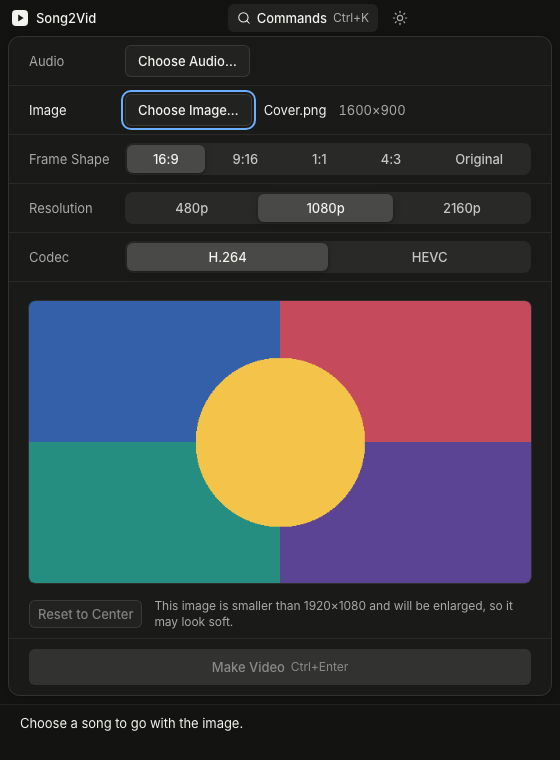 Song2Vid
Commands Ctrl+K
Audio Choose Audio...
Image Choose Image... Cover.png 1600×900
Frame Shape 16:9 9:16 1:1 4:3 Original
Resolution 480p 1080p 2160p
Codec H.264 HEVC
Reset to Center
This image is smaller than 1920×1080 and will be enlarged, so it
may look soft.
Make Video Ctrl+Enter
Choose a song to go with the image.